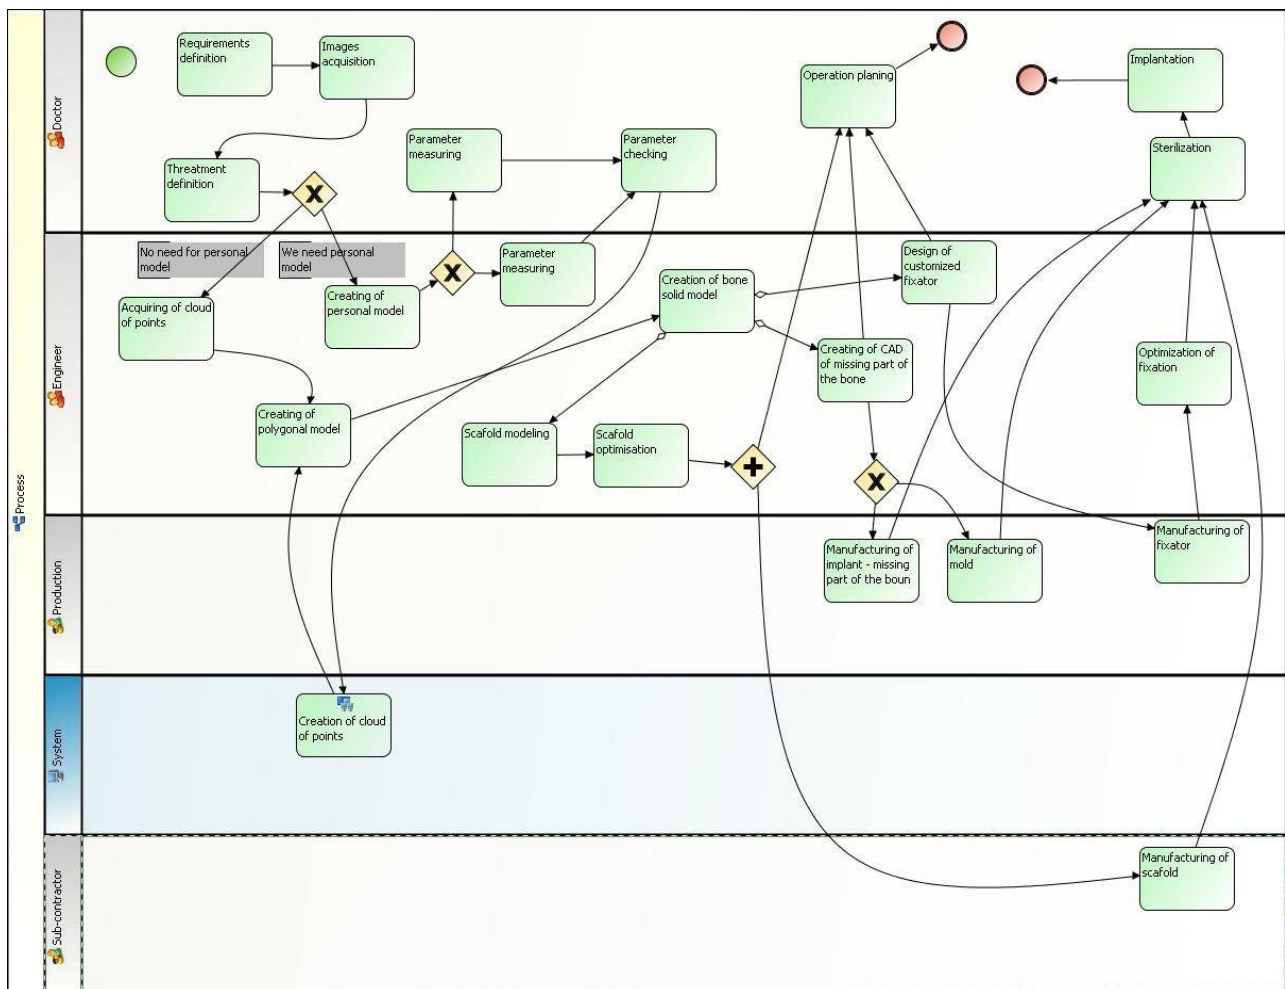 Process
Doctor
Requirements
definition
Images
acquisition
Threatment
definition
Parameter
measuring
Parameter
checking
Operation planing
Implantation
Sterilization
Engineer
No need for personal
model
We need personal
model
Acquiring of cloud
of points
Creating of
personal model
Parameter
measuring
Creation of bone
solid model
Design of
customized
fixator
Creating of CAD
of missing part of
the bone
Optimization of
fixation
Creating of
polygonal model
Scafold modeling
Scafold
optimisation
Production
Manufacturing of
implant - missing
part of the boun
Manufacturing of
mold
Manufacturing of
fixator
System
Creation of cloud
of points
Sub-contractor
Manufacturing of
scafold